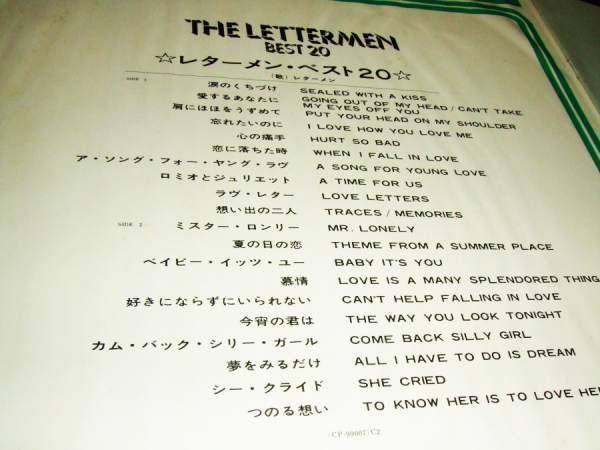 THE LETTERMEN
BEST 20
☆レターメン・ベスト20☆
(歌) レターメン
SIDE 1
涙のくちづけ SEALED WITH A KISS
愛するあなたに GOING OUT OF MY HEAD/CAN'T TAKE
MY EYES OFF YOU
肩にほほをうずめて PUT YOUR HEAD ON MY SHOULDER
忘れたいのに I LOVE HOW YOU LOVE ME
心の痛手 HURT SO BAD
恋に落ちた時 WHEN I FALL IN LOVE
ア・ソング・フォー・ヤング・ラヴ A SONG FOR YOUNG LOVE
ロミオとジュリエット A TIME FOR US
ラヴ・レター LOVE LETTERS
想い出の二人 TRACES/MEMORIES
SIDE 2 ミスター・ロンリー MR. LONELY
夏の日の恋 THEME FROM A SUMMER PLACE
ベイビー・イッツ・ユー BABY IT'S YOU
慕情 LOVE IS A MANY SPLENDORED THING
好きにならずにいられない CAN'T HELP FALLING IN LOVE
今宵の君は THE WAY YOU LOOK TONIGHT
カム・バック・シリー・ガール COME BACK SILLY GIRL
夢をみるだけ ALL I HAVE TO DO IS DREAM
シー・クライド SHE CRIED
つのる想い TO KNOW HER IS TO LOVE HER
(CP-99007) C2